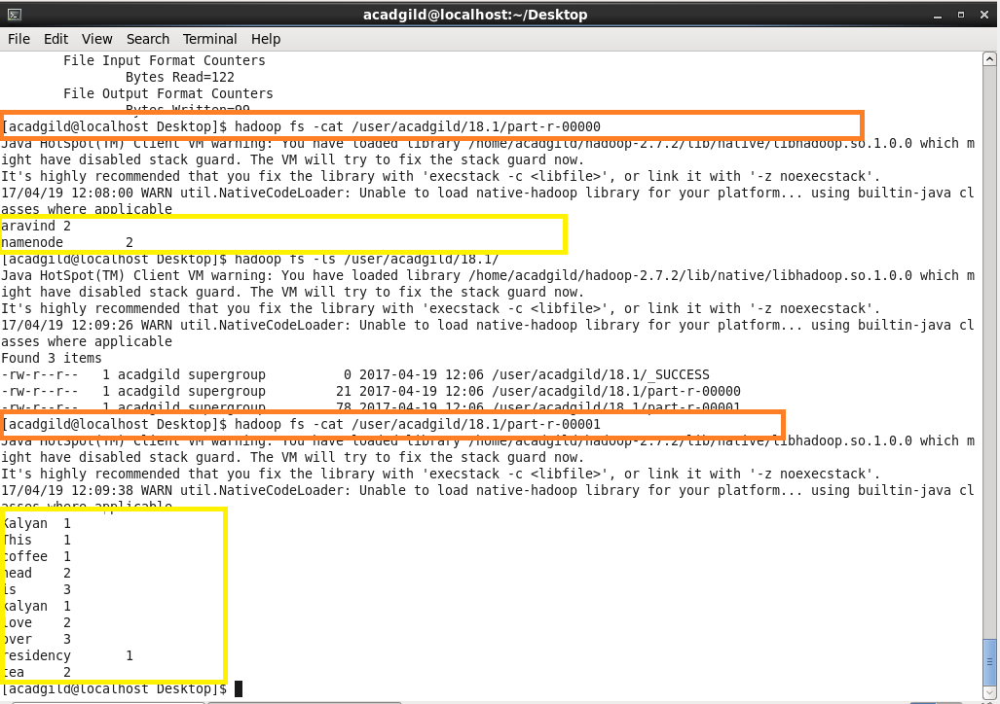 acadgild@localhost:~/Desktop
File Edit View Search Terminal Help
File Input Format Counters
Bytes Read=122
File Output Format Counters
Bytes Written=99
[acadgild@localhost Desktop]$ hadoop fs -cat /user/acadgild/18.1/part-r-00000
Java HotSpot(TM) Client VM warning: You have loaded library /home/acadgild/hadoop-2.7.2/lib/native/libhadoop.so.1.0.0 which m
ight have disabled stack guard. The VM will try to fix the stack guard now.
It's highly recommended that you fix the library with 'execstack -c <libfile>', or link it with '-z noexecstack'.
17/04/19 12:08:00 WARN util.NativeCodeLoader: Unable to load native-hadoop library for your platform... using builtin-java cl
asses where applicable
aravind 2
namenode 2
[acadgild@localhost Desktop]$ hadoop fs -ls /user/acadgild/18.1/
Java HotSpot(TM) Client VM warning: You have loaded library /home/acadgild/hadoop-2.7.2/lib/native/libhadoop.so.1.0.0 which m
ight have disabled stack guard. The VM will try to fix the stack guard now.
It's highly recommended that you fix the library with 'execstack -c <libfile>', or link it with '-z noexecstack'.
17/04/19 12:09:26 WARN util.NativeCodeLoader: Unable to load native-hadoop library for your platform... using builtin-java cl
asses where applicable
Found 3 items
-rw-r--r-- 1 acadgild supergroup 0 2017-04-19 12:06 /user/acadgild/18.1/_SUCCESS
-rw-r--r-- 1 acadgild supergroup 21 2017-04-19 12:06 /user/acadgild/18.1/part-r-00000
-rw-r--r-- 1 acadgild supergroup 78 2017-04-19 12:06 /user/acadgild/18.1/part-r-00001
[acadgild@localhost Desktop]$ hadoop fs -cat /user/acadgild/18.1/part-r-00001
Java HotSpot(TM) Client VM warning: You have loaded library /home/acadgild/hadoop-2.7.2/lib/native/libhadoop.so.1.0.0 which m
ight have disabled stack guard. The VM will try to fix the stack guard now.
It's highly recommended that you fix the library with 'execstack -c <libfile>', or link it with '-z noexecstack'.
17/04/19 12:09:38 WARN util.NativeCodeLoader: Unable to load native-hadoop library for your platform... using builtin-java cl
asses where applicable
Kalyan 1
This 1
coffee 1
head 2
is 3
kalyan 1
love 2
over 3
residency 1
tea 2
[acadgild@localhost Desktop]$